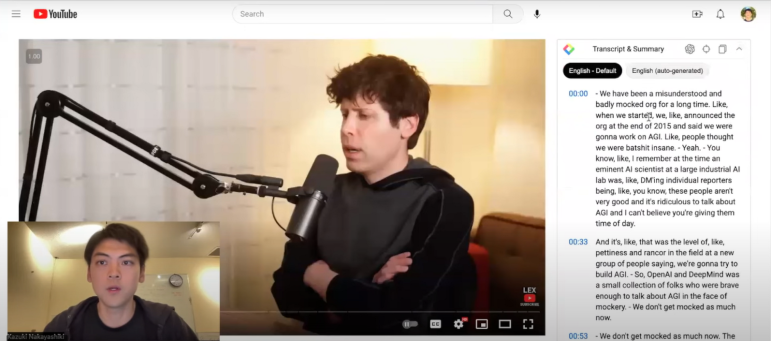 YouTube
Search
1.00
LEX
Kazuki Nakayashiki
Transcript & Summary
English - Default
English (auto-generated)
00:00
- We have been a misunderstood and
badly mocked org for a long time. Like,
when we started, we, like, announced the
org at the end of 2015 and said we were
gonna work on AGI. Like, people thought
we were batshit insane. - Yeah. - You
know, like, I remember at the time an
eminent AI scientist at a large industrial AI
lab was, like, DM'ing individual reporters
being, like, you know, these people aren't
very good and it's ridiculous to talk about
AGI and I can't believe you're giving them
time of day.
00:33
And it's, like, that was the level of, like,
pettiness and rancor in the field at a new
group of people saying, we're gonna try to
build AGI. - So, OpenAI and DeepMind was
a small collection of folks who were brave
enough to talk about AGI in the face of
mockery. - We don't get mocked as much
now.
00:53
- We don't get mocked as much now. The